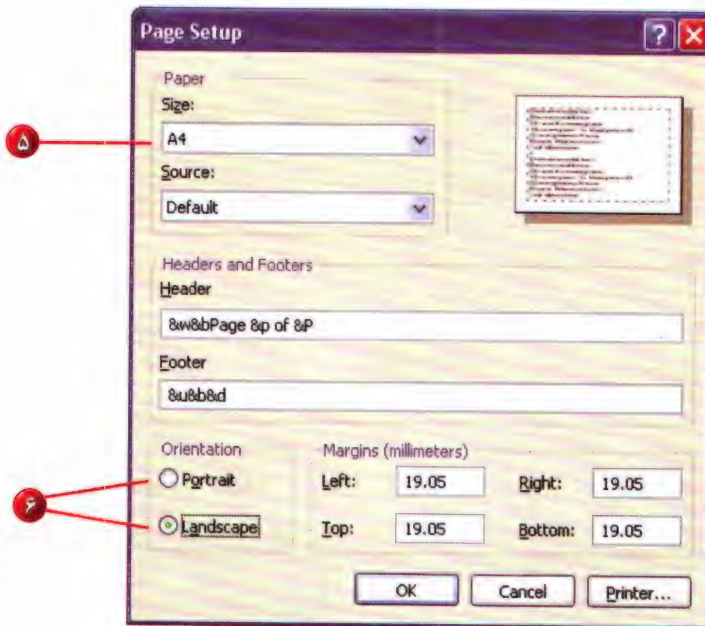 Page Setup
Paper
Size:
۵
A4
Source:
Default
Headers and Footers
Header
&w&bPage &p of &P
Footer
&u&b&d
Orientation
Margins (millimeters)
۶
Portrait
Left: 19.05 Right: 19.05
Landscape
Top: 19.05 Bottom: 19.05
OK Cancel Printer...